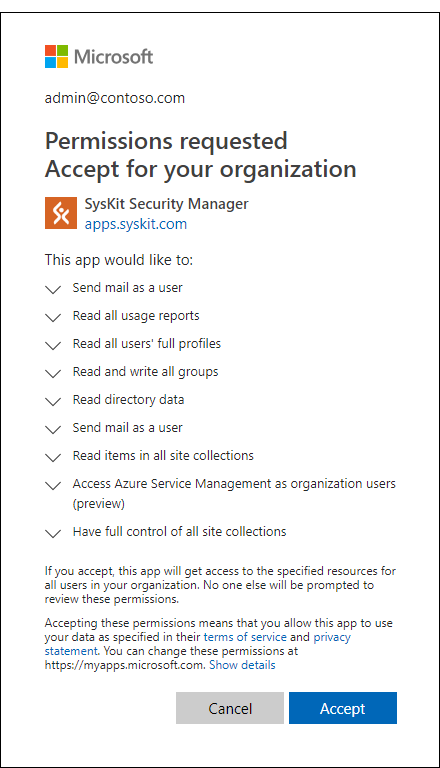 Microsoft
admin@contoso.com
Permissions requested
Accept for your organization
SysKit Security Manager
apps.syskit.com
This app would like to:
Send mail as a user
Read all usage reports
Read all users' full profiles
Read and write all groups
Read directory data
Send mail as a user
Read items in all site collections
Access Azure Service Management as organization users
(preview)
Have full control of all site collections
If you accept, this app will get access to the specified resources for
all users in your organization. No one else will be prompted to
review these permissions.
Accepting these permissions means that you allow this app to use
your data as specified in their terms of service and privacy
statement. You can change these permissions at
https://myapps.microsoft.com. Show details
Cancel Accept